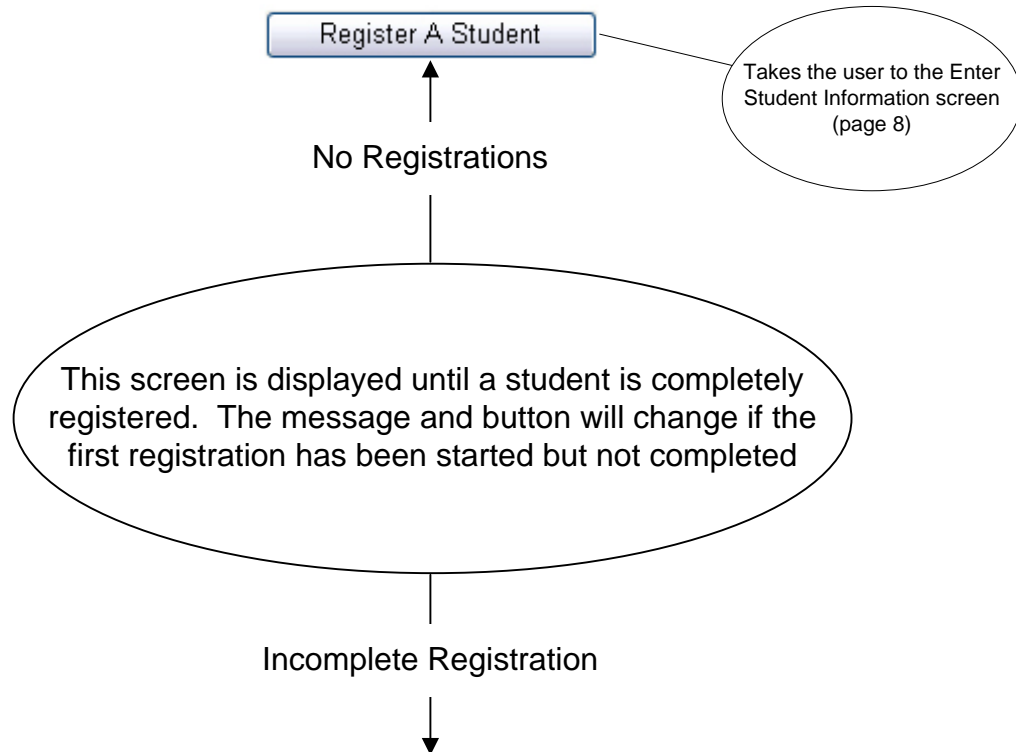 Register A Student
Takes the user to the Enter
Student Information screen
(page 8)
No Registrations
This screen is displayed until a student is completely
registered.  The message and button will change if the
first registration has been started but not completed
Incomplete Registration